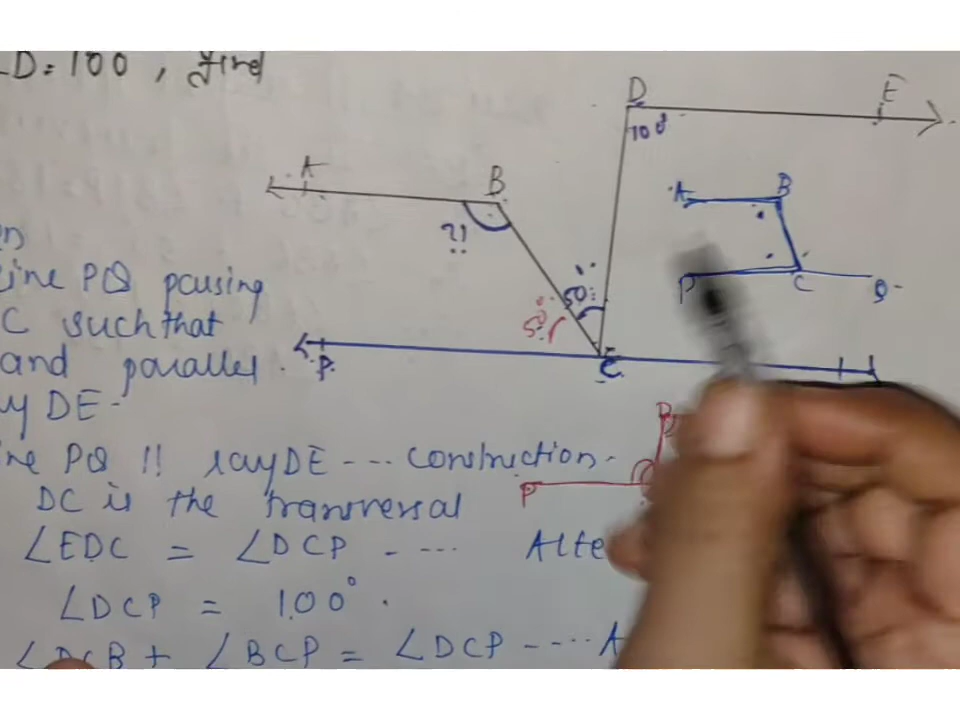 D = 100 , find
D
E
100°
A
B
A
B
??
50°
50°
P
C
Q
line PQ passing
C such that
and parallel
P
C
DE -
PQ || ray DE --- construction.
B
P
DC is the transversal
∠EDC = ∠DCP - --- Alte
∠DCP = 100° .
∠DCB + ∠BCP = ∠DCP ---- A